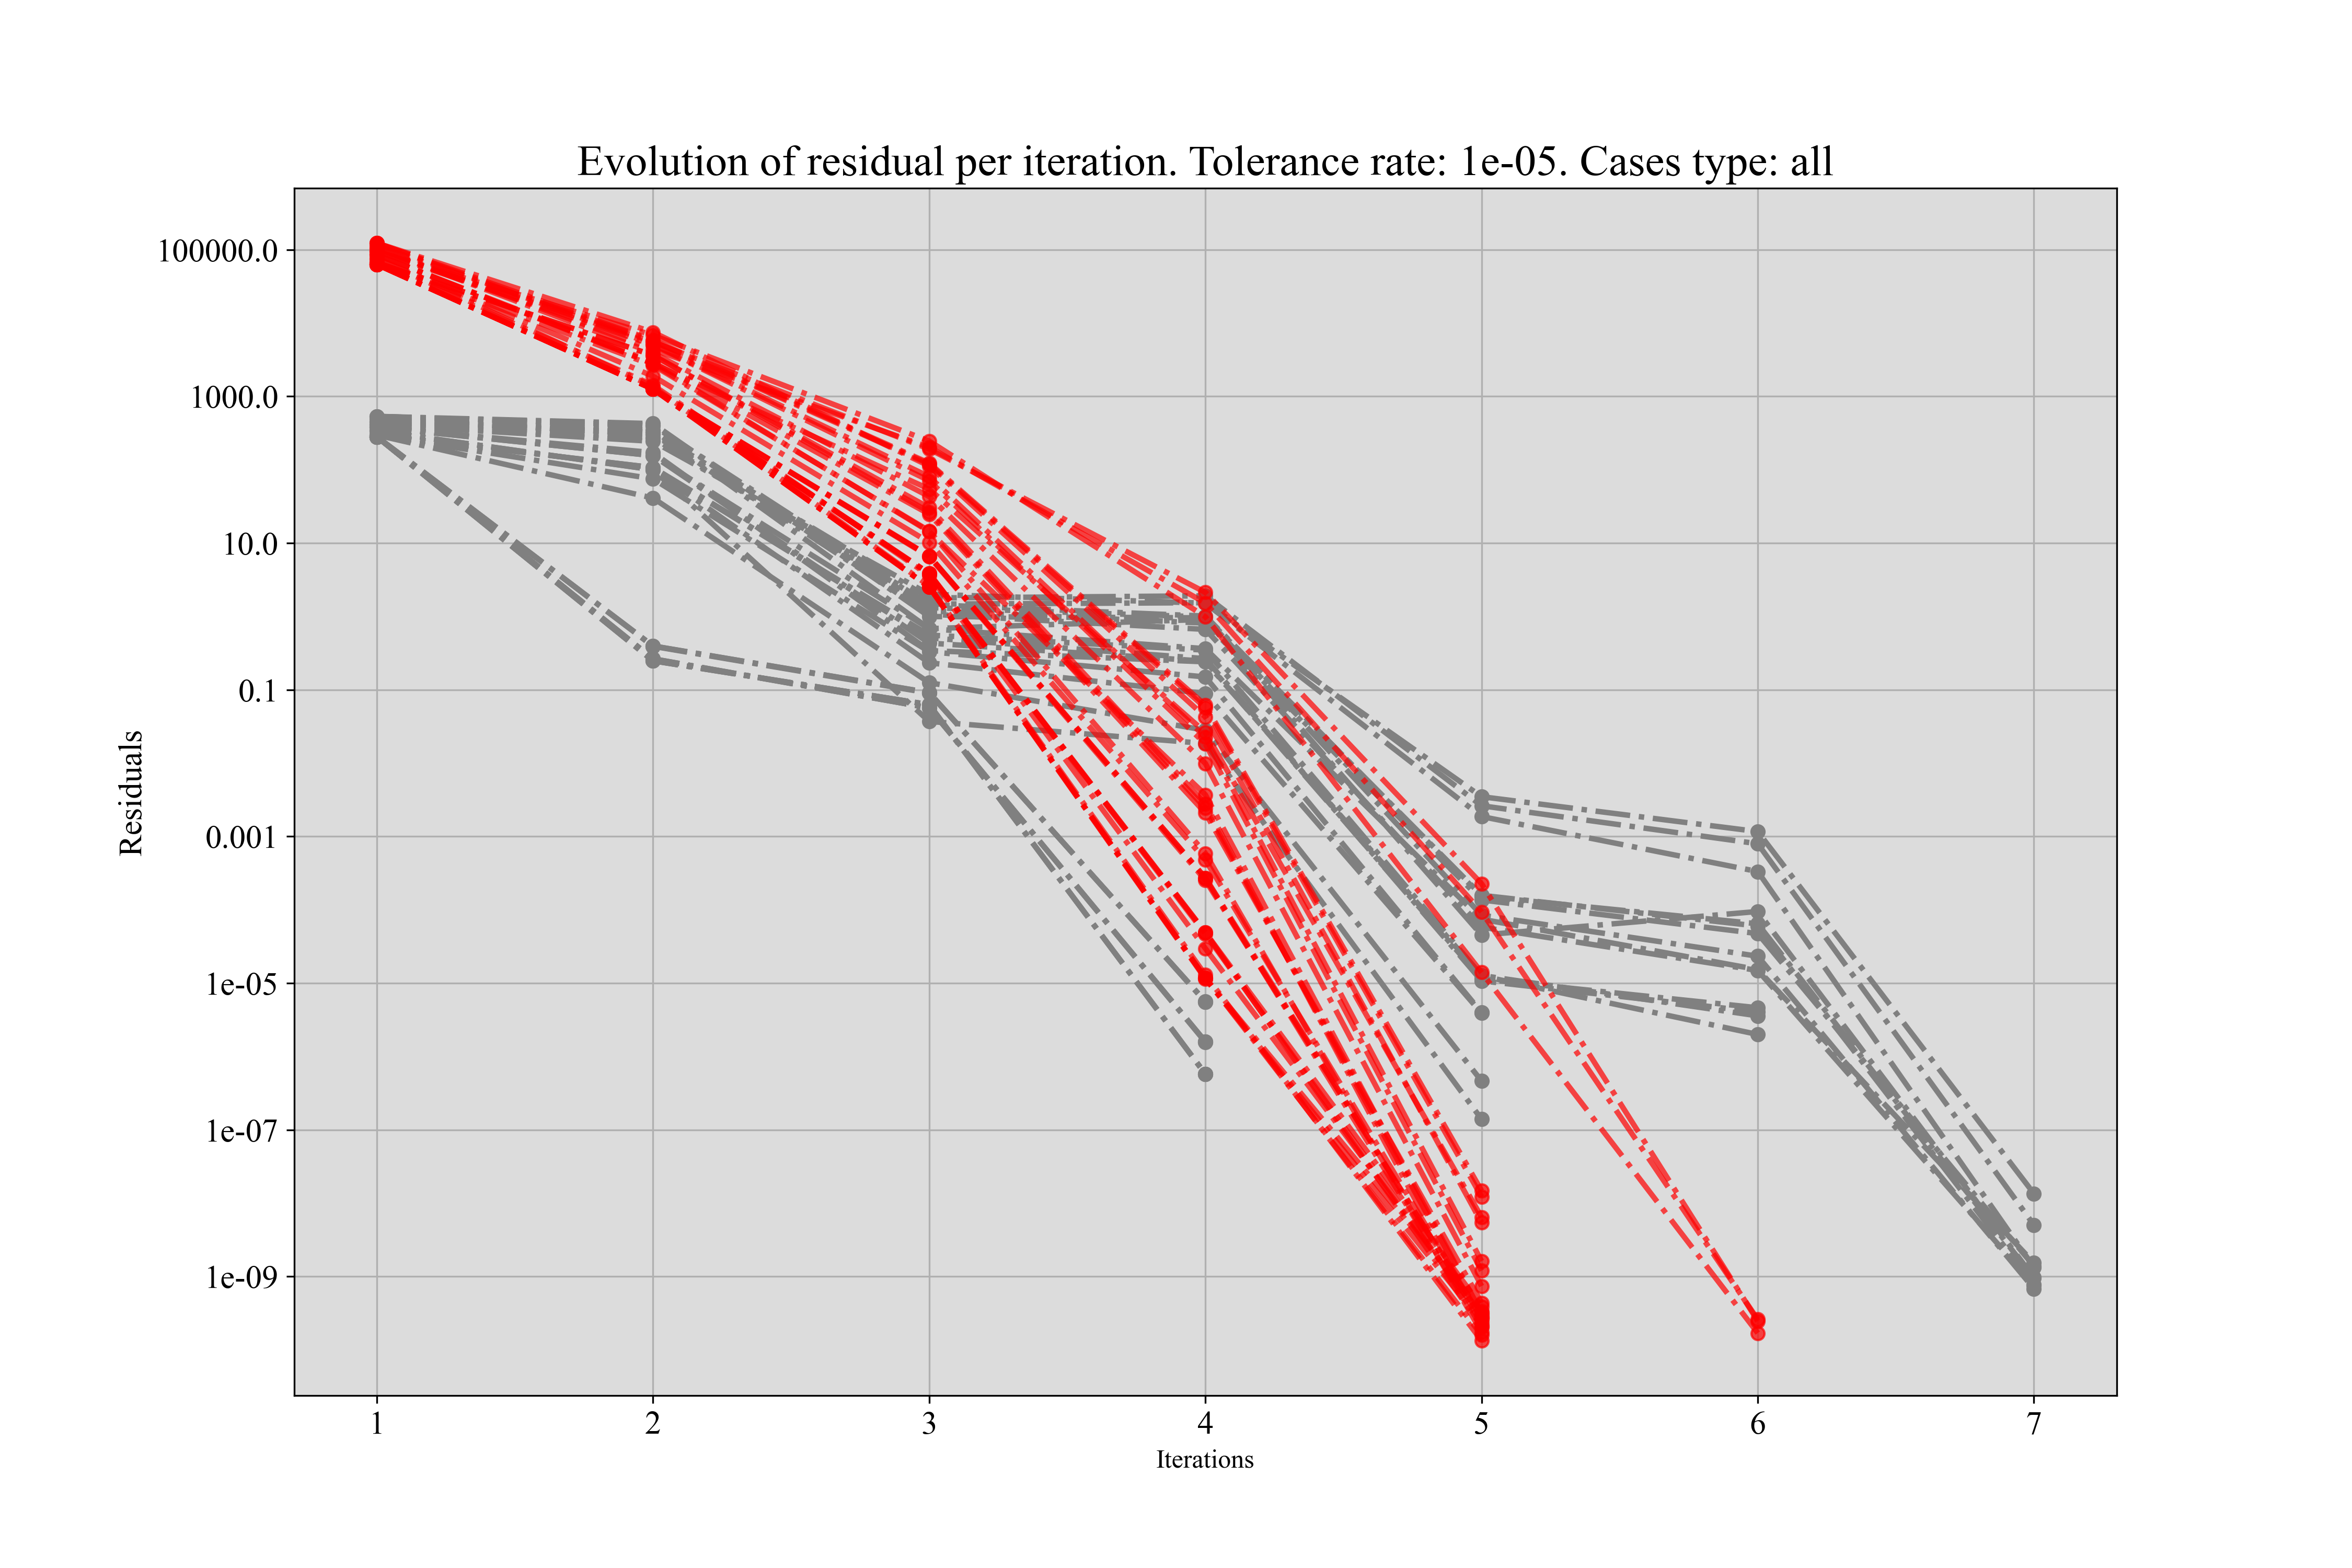 Evolution of residual per iteration. Tolerance rate: 1e-05. Cases type: all
100000.0
1000.0
10.0
0.1
0.001
1e-05
1e-07
1e-09
Residuals
1 2 3 4 5 6 7
Iterations